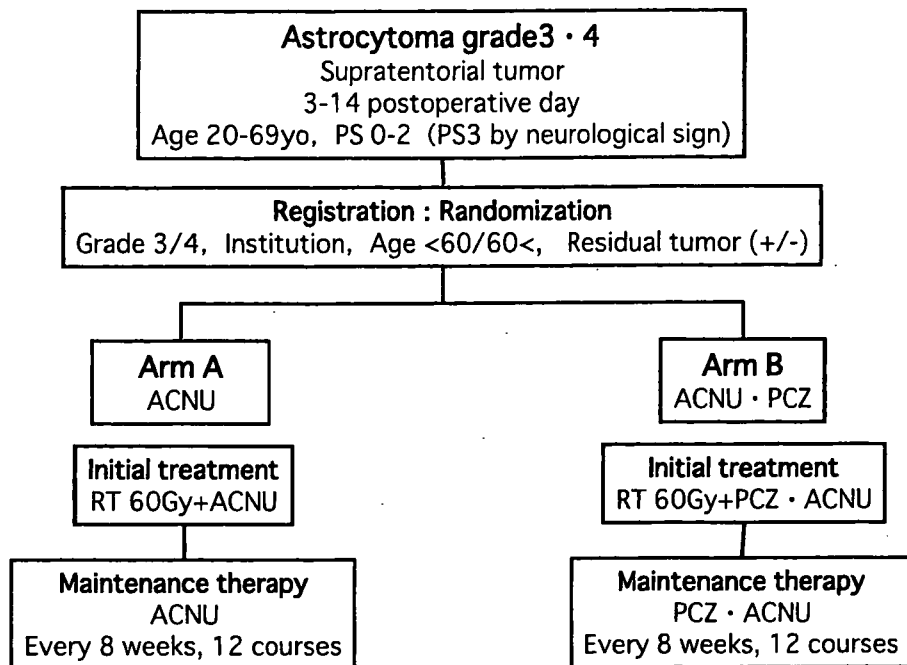 Astrocytoma grade3・4
Supratentorial tumor
3-14 postoperative day
Age 20-69yo, PS 0-2 (PS3 by neurological sign)
Registration : Randomization
Grade 3/4, Institution, Age <60/60<, Residual tumor (+/-)
Arm A
ACNU
Arm B
ACNU・PCZ
Initial treatment
RT 60Gy+ACNU
Initial treatment
RT 60Gy+PCZ・ACNU
Maintenance therapy
ACNU
Every 8 weeks, 12 courses
Maintenance therapy
PCZ・ACNU
Every 8 weeks, 12 courses